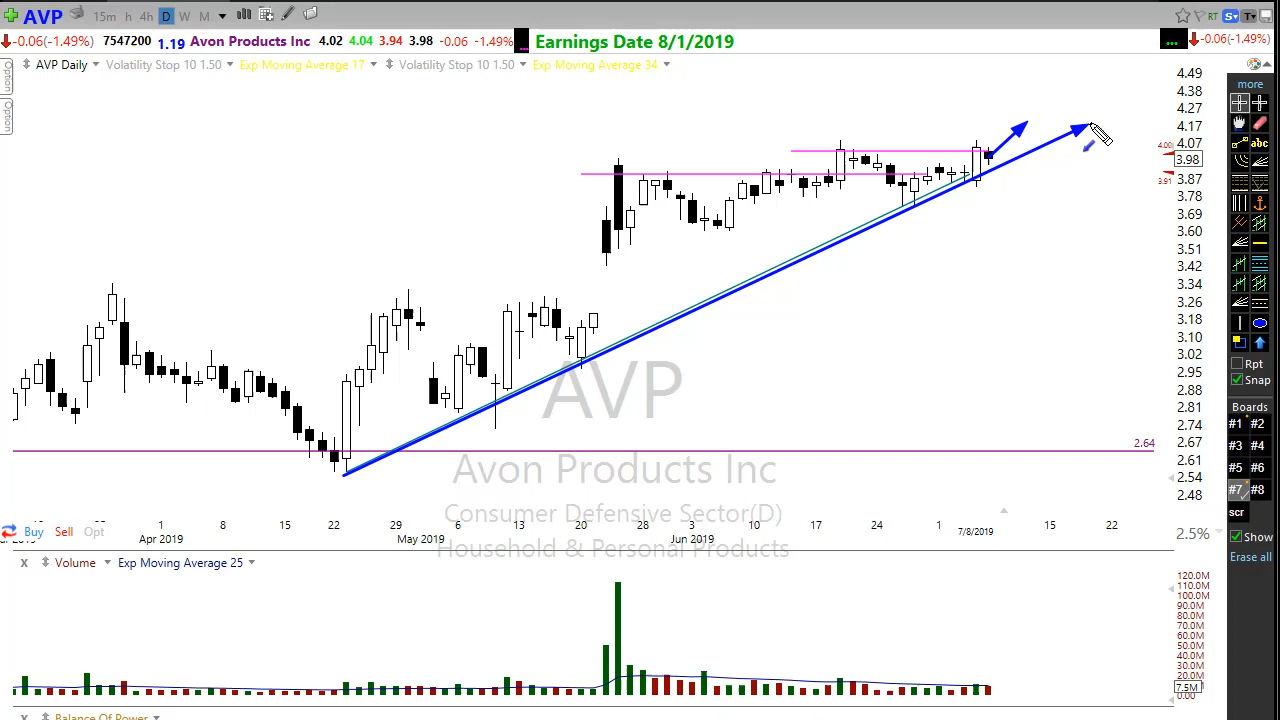 AVP 15m h 4h D W M RT S T
-0.06(-1.49%) 7547200 1.19 Avon Products Inc 4.02 4.04 3.94 3.98 -0.06 -1.49% ... Earnings Date 8/1/2019 ... -0.06(-1.49%)
AVP Daily Volatility Stop 10 1.50 Exp Moving Average 17 Volatility Stop 10 1.50 Exp Moving Average 34
Option
Option
more
abc
4.49
4.38
4.27
4.17
4.07
4.00
3.98
3.91
3.87
3.78
3.69
3.60
3.51
3.42
3.34
3.26
3.18
3.10
3.02
2.95
2.88
2.81
2.74
2.67
2.61
2.54
2.48
2.64
AVP
Avon Products Inc
Consumer Defensive Sector(D)
Household & Personal Products
Rpt
Snap
Boards
#1 #2
#3 #4
#5 #6
#7 #8
scr
Show
Erase all
1 8 15 22 29 6 13 20 28 3 10 17 24 1 15 22
Apr 2019 May 2019 Jun 2019 7/8/2019
Buy Sell Opt 2.5%
x Volume Exp Moving Average 25
120.0M
110.0M
100.0M
90.0M
80.0M
70.0M
60.0M
50.0M
40.0M
30.0M
20.0M
7.5M
0.00
Balance Of Power